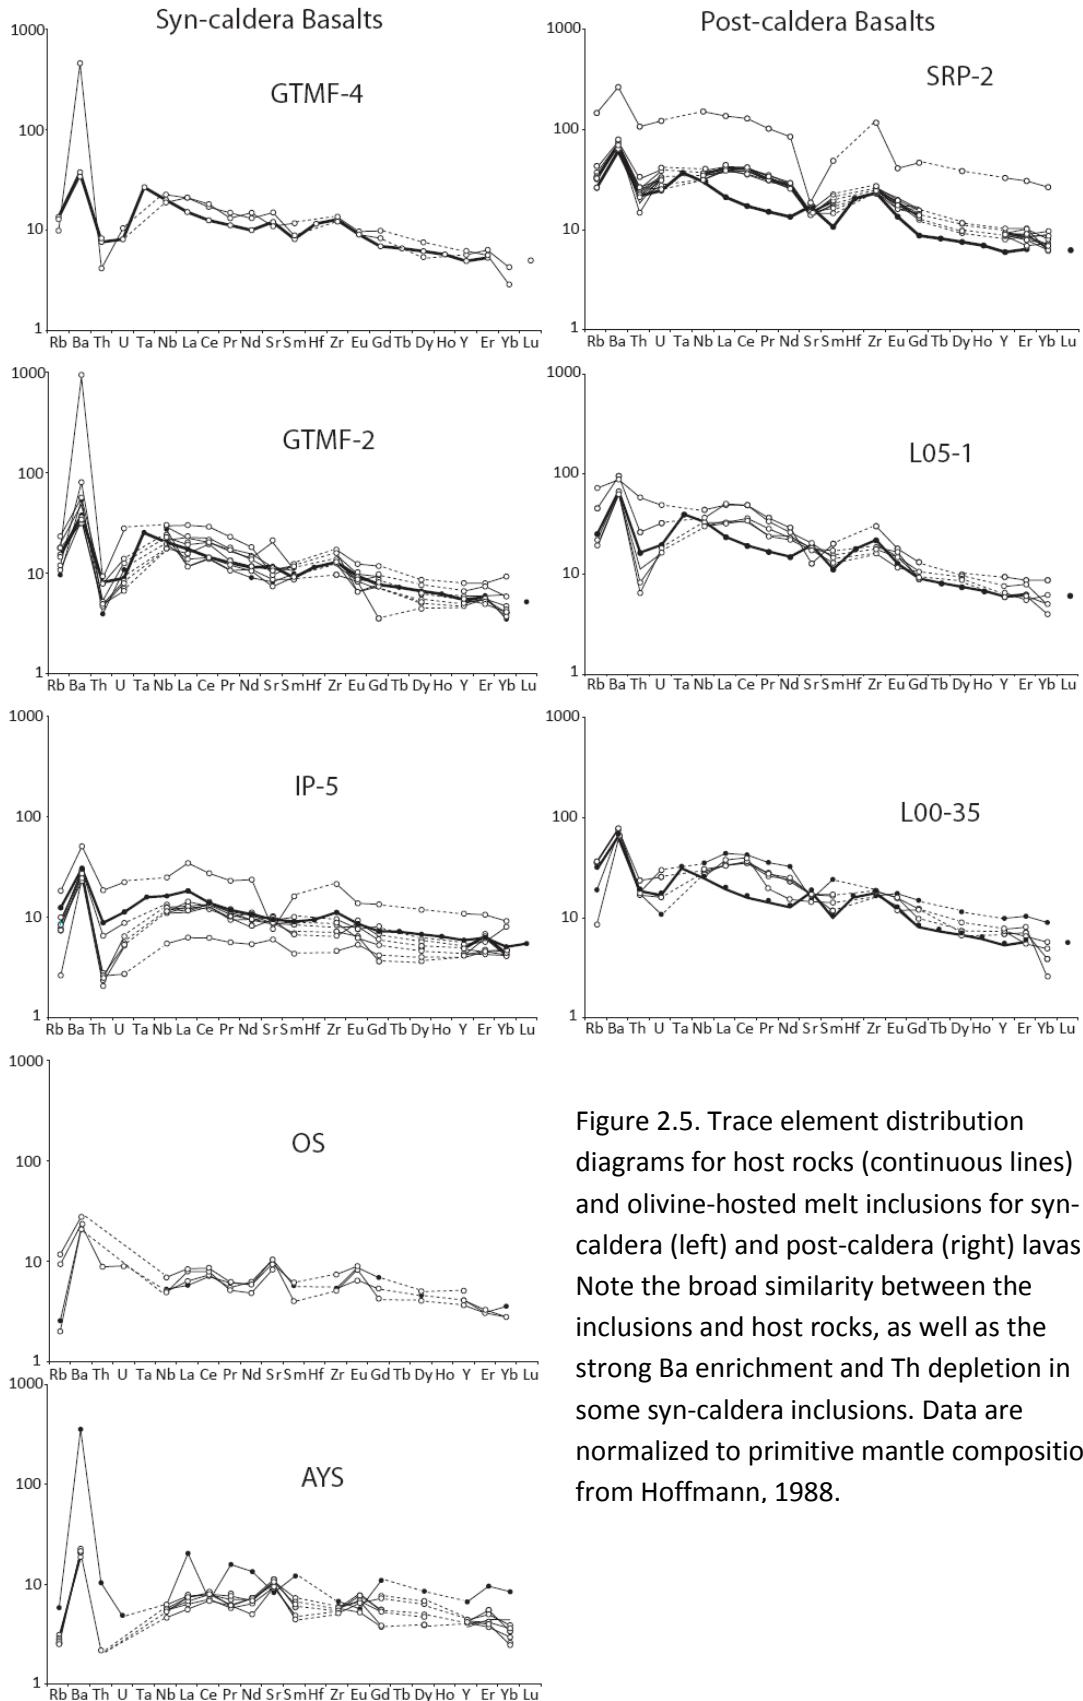 Syn-caldera Basalts
Post-caldera Basalts
1000
100
10
1
GTMF-4
Rb Ba Th U Ta Nb La Ce Pr Nd Sr Sm Hf Zr Eu Gd Tb Dy Ho Y Er Yb Lu
1000
100
10
1
SRP-2
Rb Ba Th U Ta Nb La Ce Pr Nd Sr Sm Hf Zr Eu Gd Tb Dy Ho Y Er Yb Lu
1000
100
10
1
GTMF-2
Rb Ba Th U Ta Nb La Ce Pr Nd Sr Sm Hf Zr Eu Gd Tb Dy Ho Y Er Yb Lu
1000
100
10
1
L05-1
Rb Ba Th U Ta Nb La Ce Pr Nd Sr Sm Hf Zr Eu Gd Tb Dy Ho Y Er Yb Lu
1000
100
10
1
IP-5
Rb Ba Th U Ta Nb La Ce Pr Nd Sr Sm Hf Zr Eu Gd Tb Dy Ho Y Er Yb Lu
1000
100
10
1
L00-35
Rb Ba Th U Ta Nb La Ce Pr Nd Sr Sm Hf Zr Eu Gd Tb Dy Ho Y Er Yb Lu
1000
100
10
1
OS
Rb Ba Th U Ta Nb La Ce Pr Nd Sr Sm Hf Zr Eu Gd Tb Dy Ho Y Er Yb Lu
1000
100
10
1
AYS
Rb Ba Th U Ta Nb La Ce Pr Nd Sr Sm Hf Zr Eu Gd Tb Dy Ho Y Er Yb Lu
Figure 2.5. Trace element distribution
diagrams for host rocks (continuous lines)
and olivine-hosted melt inclusions for syn-
caldera (left) and post-caldera (right) lavas
Note the broad similarity between the
inclusions and host rocks, as well as the
strong Ba enrichment and Th depletion in
some syn-caldera inclusions. Data are
normalized to primitive mantle compositio
from Hoffmann, 1988.